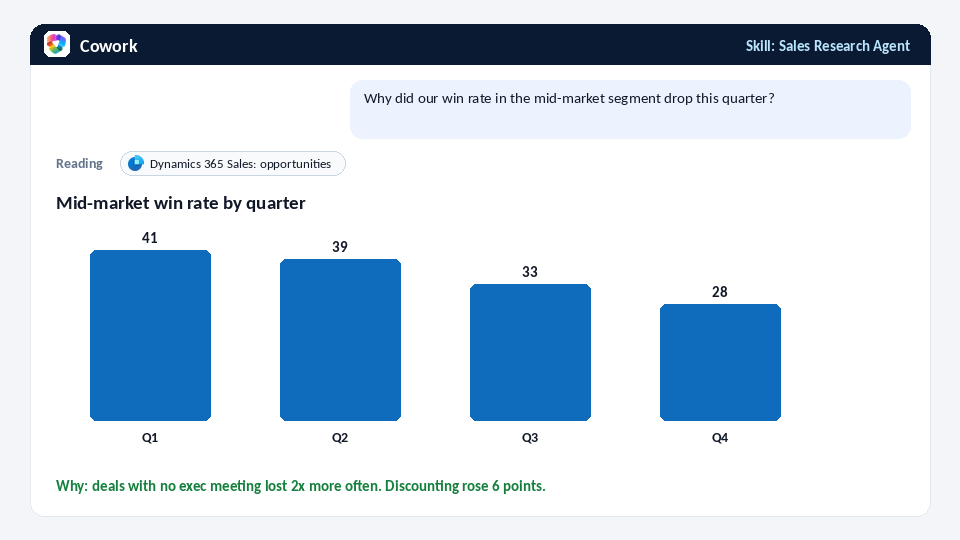 Cowork
Skill: Sales Research Agent
Why did our win rate in the mid-market segment drop this quarter?
Reading
Dynamics 365 Sales: opportunities
Mid-market win rate by quarter
41
39
33
28
Q1
Q2
Q3
Q4
Why: deals with no exec meeting lost 2x more often. Discounting rose 6 points.